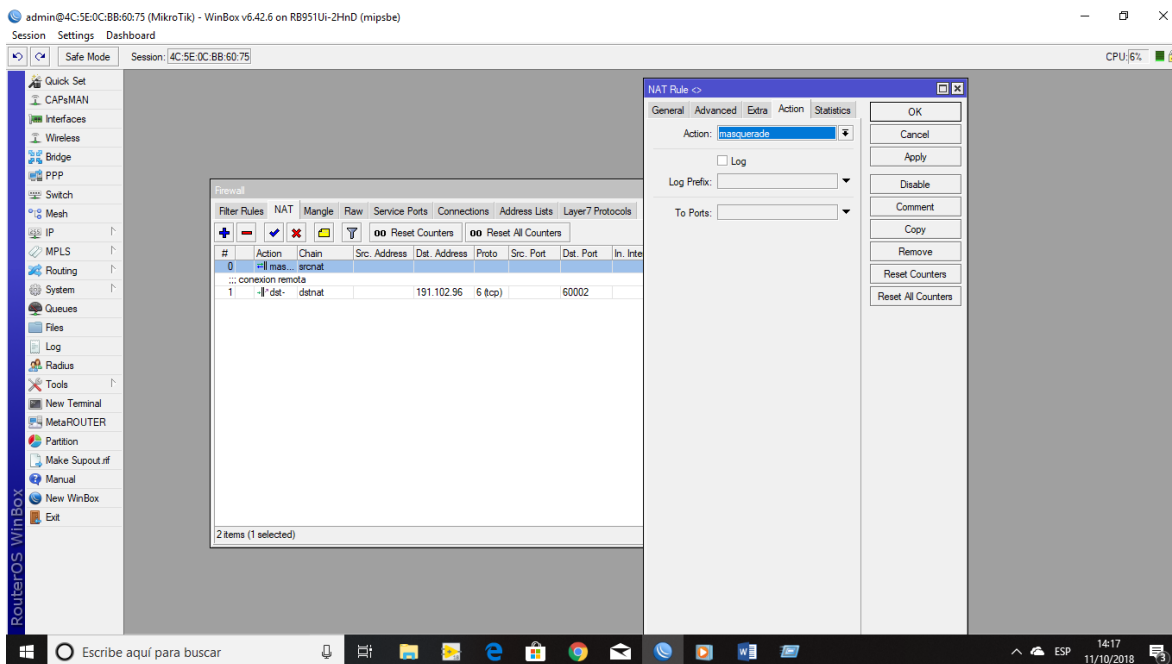 admin@4C:5E:0C:BB:60:75 (MikroTik) - WinBox v6.42.6 on RB951Ui-2HnD (mipsbe)
Session Settings Dashboard
Safe Mode Session: 4C:5E:0C:BB:60:75 CPU: 6%
Quick Set
CAPsMAN
Interfaces
Wireless
Bridge
PPP
Switch
Mesh
IP
MPLS
Routing
System
Queues
Files
Log
Radius
Tools
New Terminal
MetaROUTER
Partition
Make Supout.rif
Manual
New WinBox
Exit
RouterOS WinBox
Firewall
Filter Rules NAT Mangle Raw Service Ports Connections Address Lists Layer7 Protocols
00 Reset Counters 00 Reset All Counters
# Action Chain Src. Address Dst. Address Proto Src. Port Dst. Port In. Inte
0 mas... srcnat
::: conexion remota
1 dst- dstnat 191.102.96 6 (tcp) 60002
2 items (1 selected)
NAT Rule <>
General Advanced Extra Action Statistics
Action: masquerade
Log
Log Prefix:
To Ports:
OK
Cancel
Apply
Disable
Comment
Copy
Remove
Reset Counters
Reset All Counters
Escribe aquí para buscar
ESP
14:17
11/10/2018
3